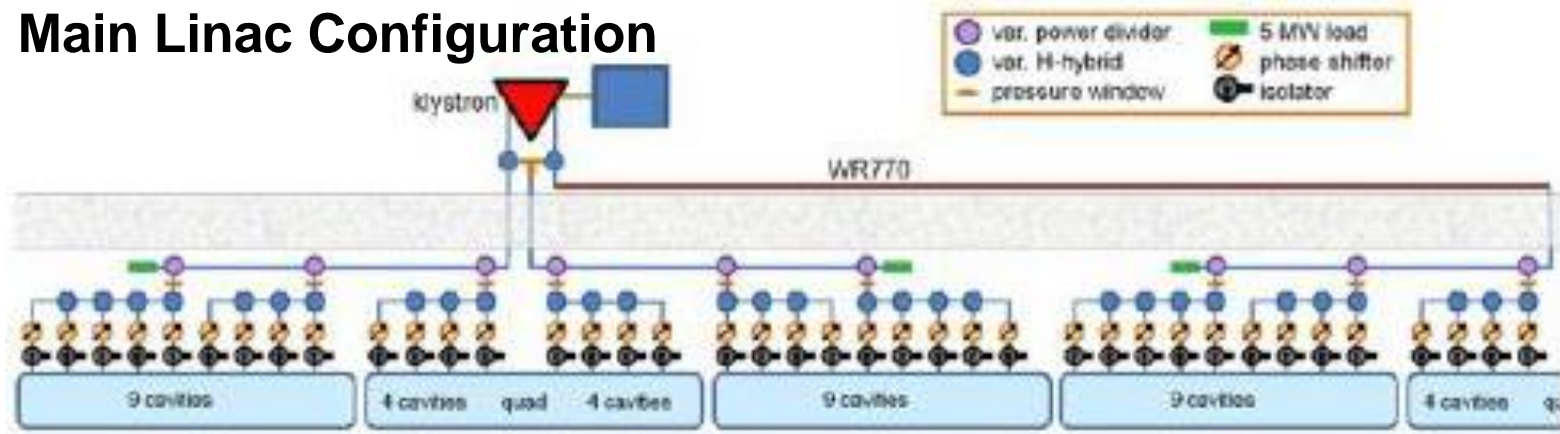 Main Linac Configuration
var. power divider
5 MW load
var. H-hybrid
phase shifter
pressure window
isolator
klystron
WR770
9 cavities
4 cavities quad 4 cavities
9 cavities
9 cavities
4 cavities